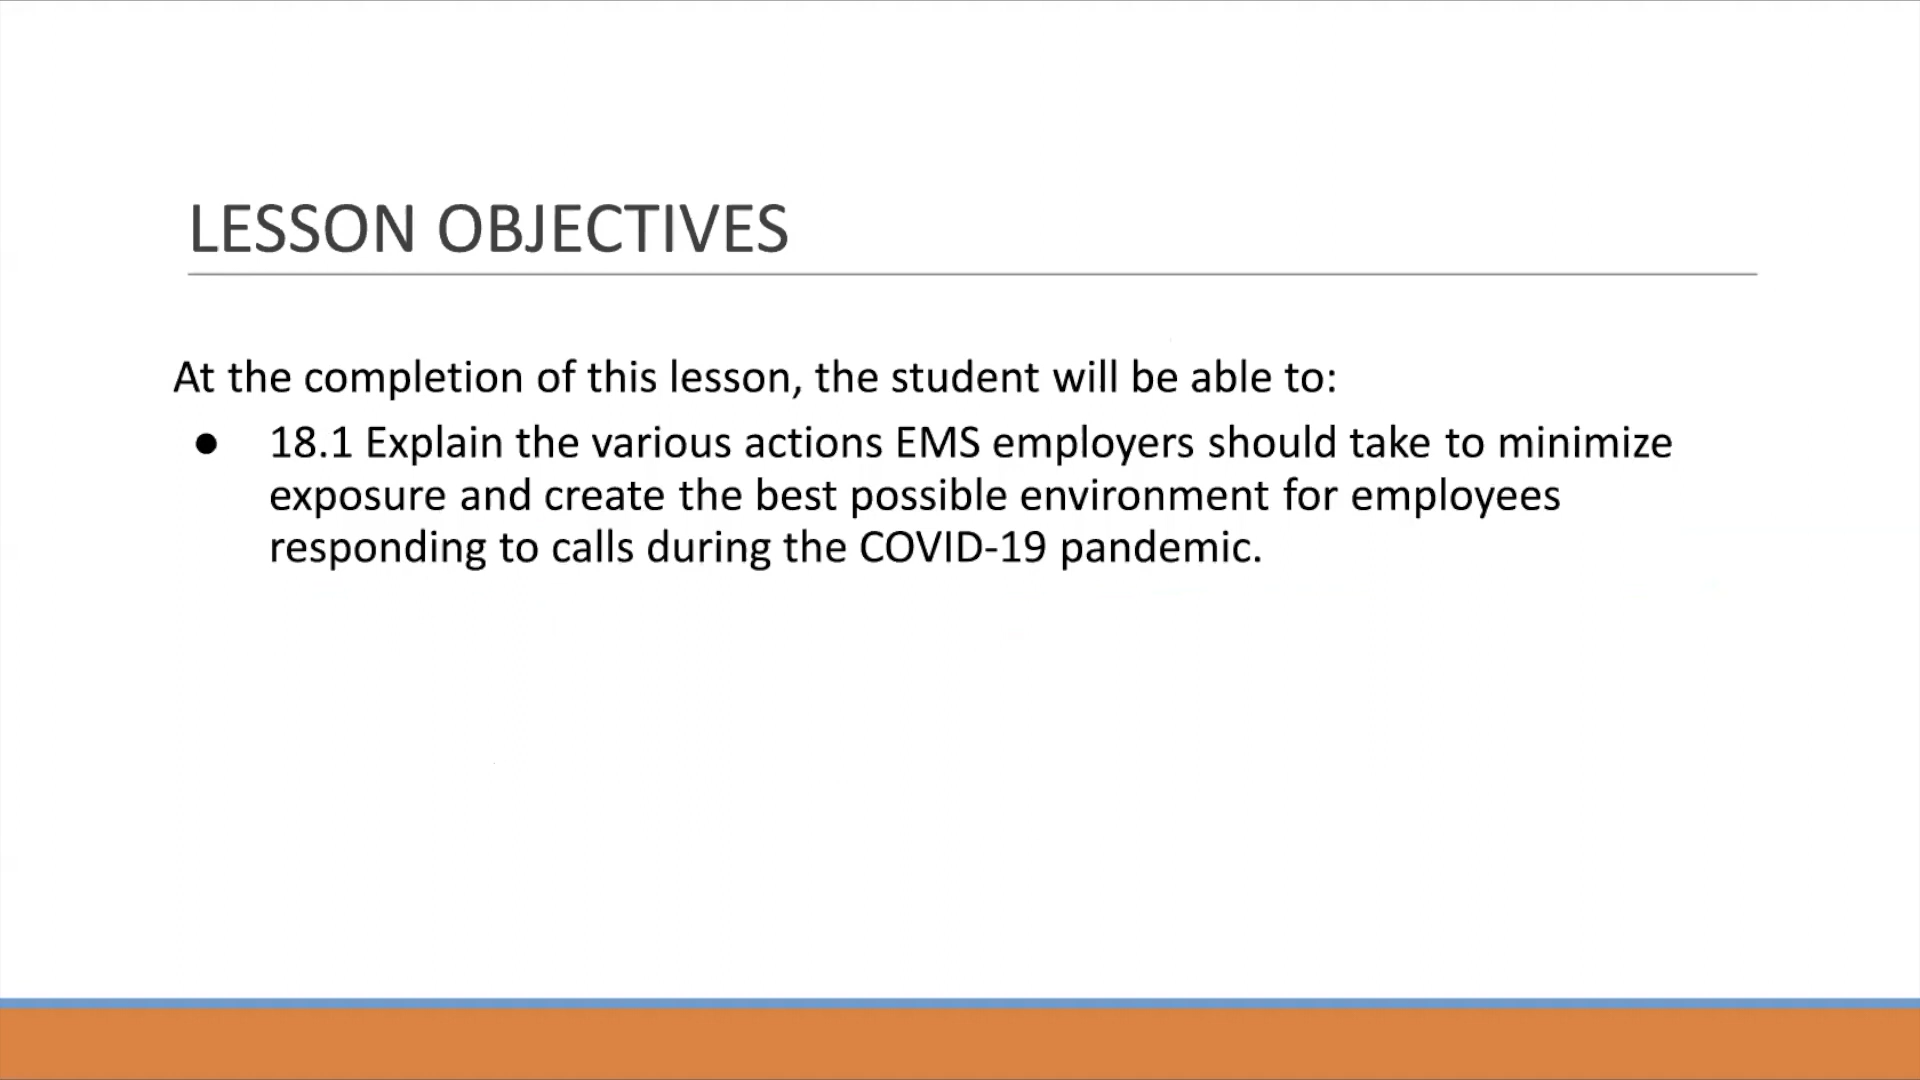 LESSON OBJECTIVES
At the completion of this lesson, the student will be able to:
● 18.1 Explain the various actions EMS employers should take to minimize
exposure and create the best possible environment for employees
responding to calls during the COVID-19 pandemic.